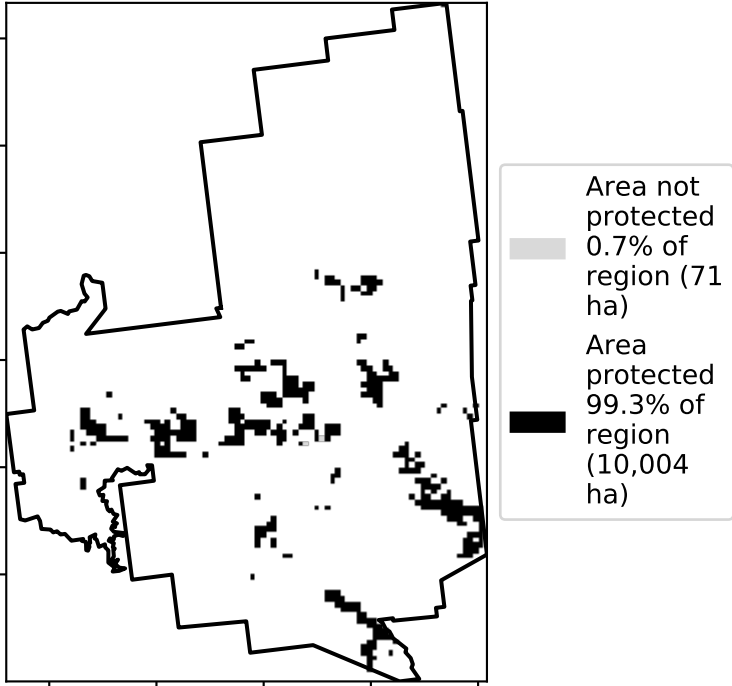 Area not
protected
0.7% of
region (71
ha)
Area
protected
99.3% of
region
(10,004
ha)